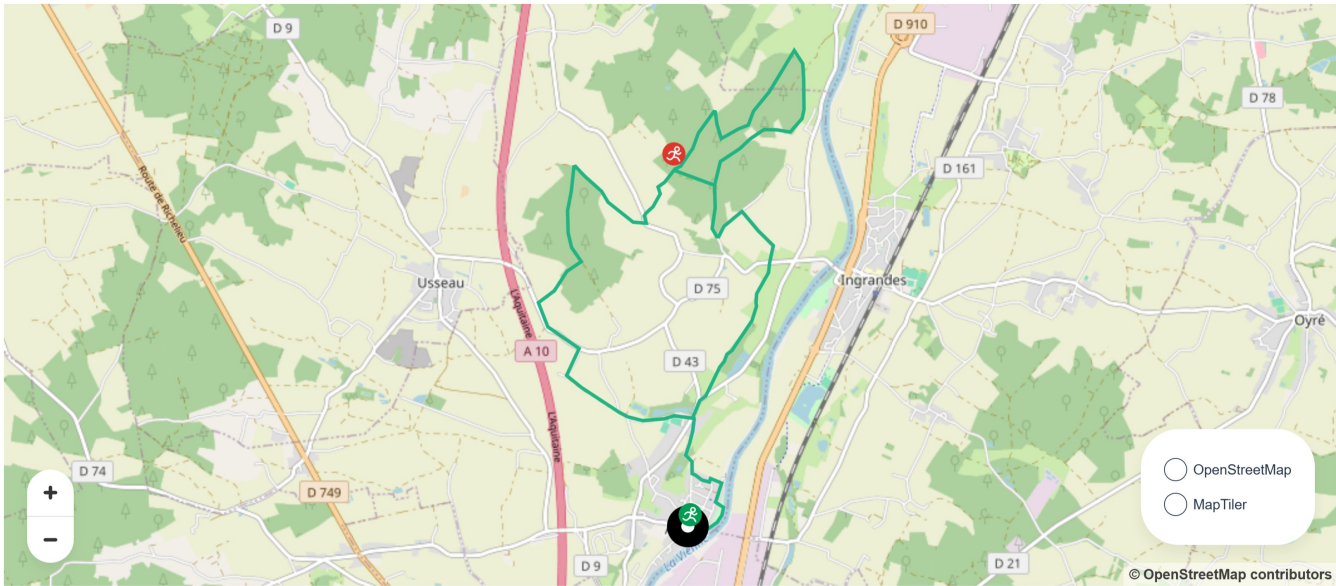 D 9
D 910
D 78
D 161
Route de Richelieu
Usseau
L'Aquitaine
D 75
Ingrandes
Oyré
A 10
D 43
L'Aquitaine
D 74
D 749
+
−
OpenStreetMap
MapTiler
D 9
D 21
© OpenStreetMap contributors